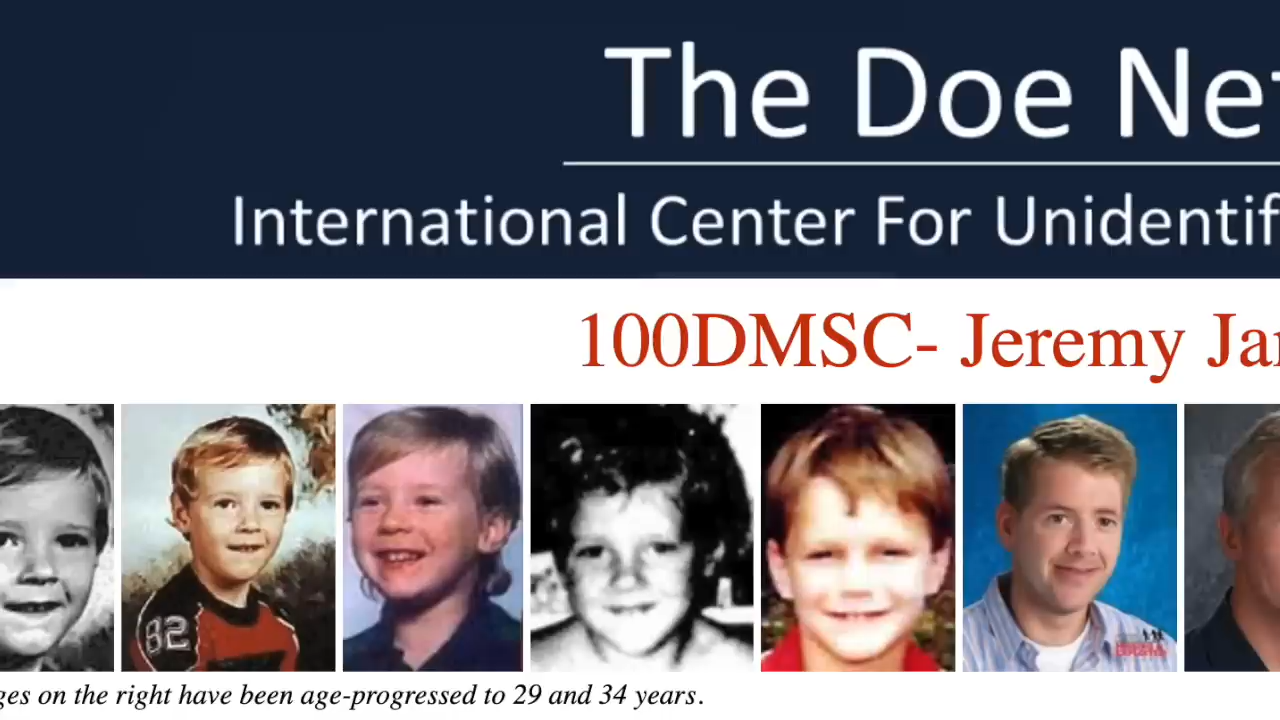 The Doe Ne
International Center For Unidentif
100DMSC- Jeremy Ja
82
ges on the right have been age-progressed to 29 and 34 years.